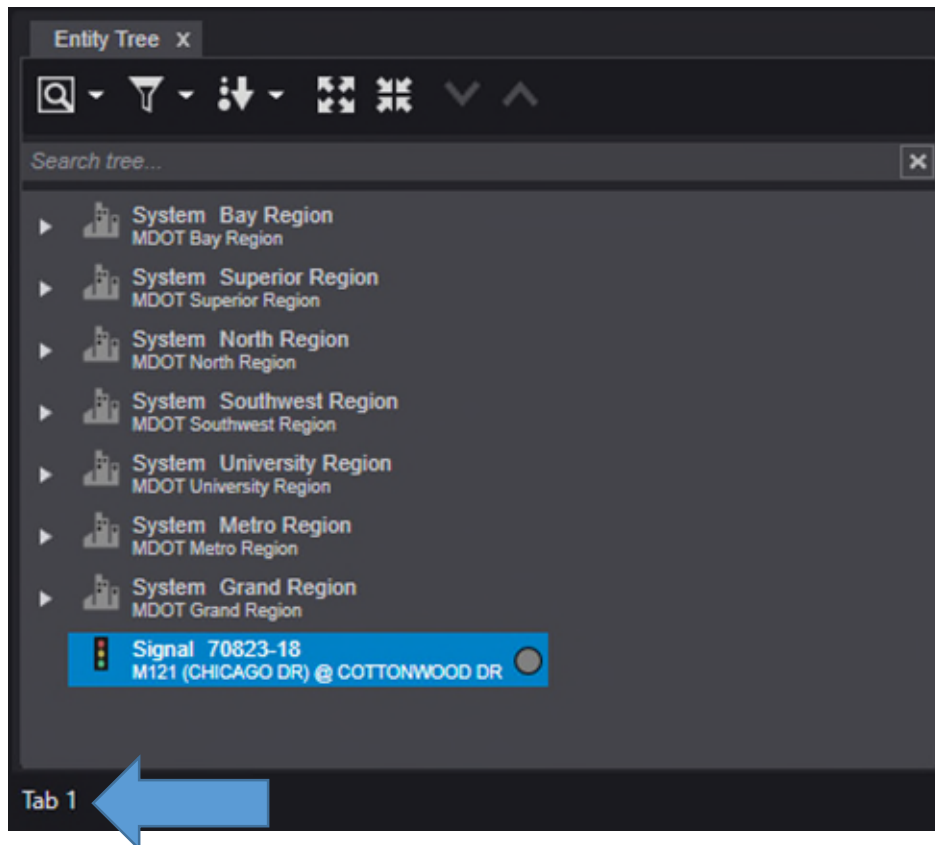 Entity Tree x
Search tree...
System Bay Region
MDOT Bay Region
System Superior Region
MDOT Superior Region
System North Region
MDOT North Region
System Southwest Region
MDOT Southwest Region
System University Region
MDOT University Region
System Metro Region
MDOT Metro Region
System Grand Region
MDOT Grand Region
Signal 70823-18
M121 (CHICAGO DR) @ COTTONWOOD DR
Tab 1